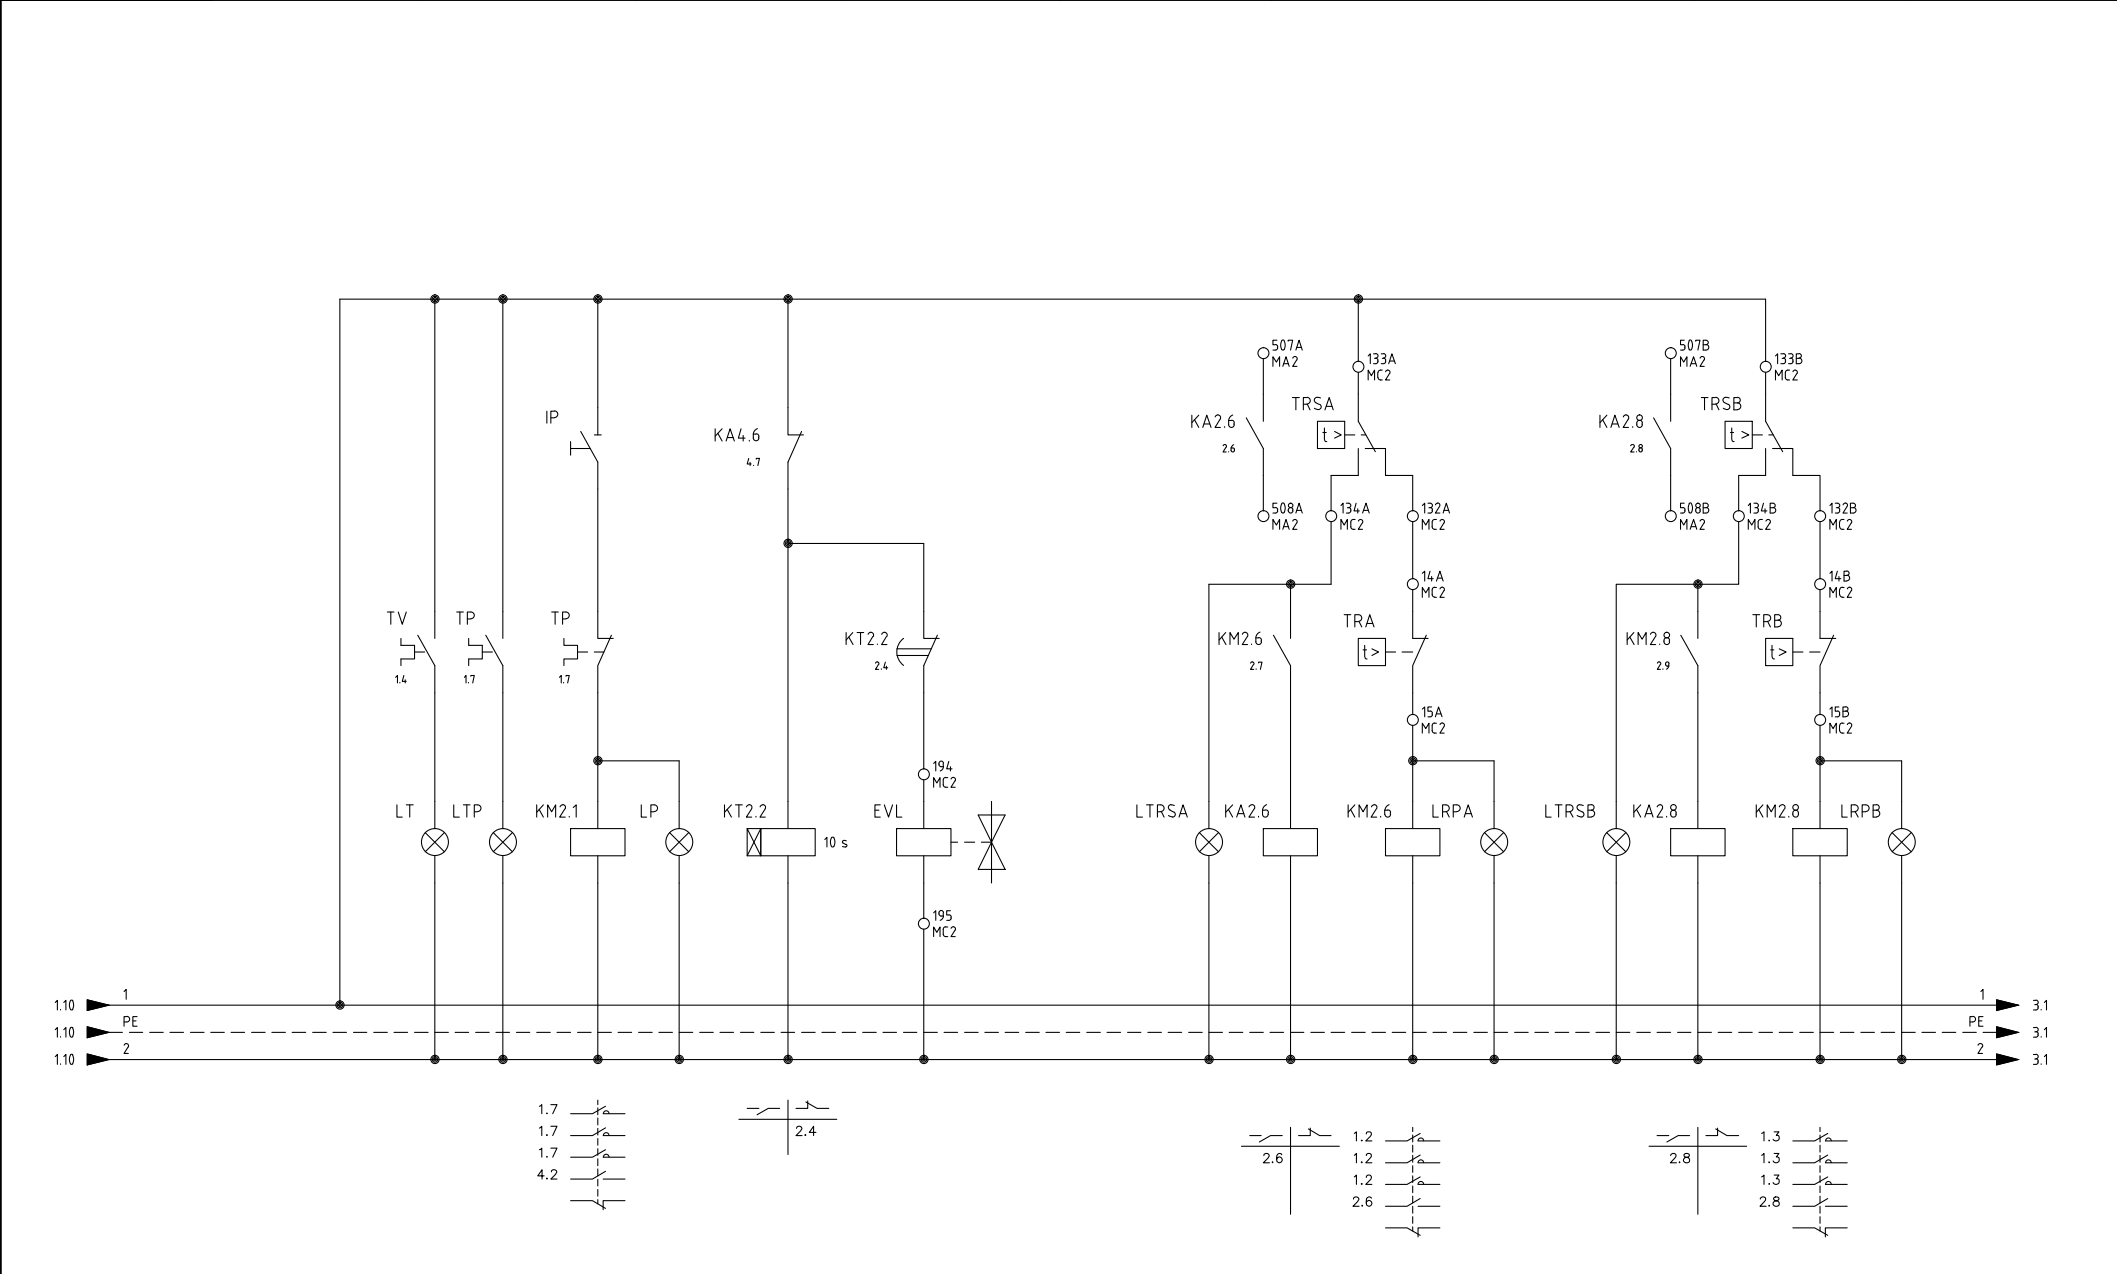 507A
MA2
507B
MA2
133A
MC2
133B
MC2
TRSA
TRSB
IP
KA4.6
4.7
KA2.6
2.6
t>
KA2.8
2.8
t>
508A
MA2
134A
MC2
132A
MC2
508B
MA2
134B
MC2
132B
MC2
14A
MC2
14B
MC2
TV
TP
TP
KT2.2
2.4
KM2.6
2.7
TRA
t>
KM2.8
2.9
TRB
t>
1.4
1.7
1.7
15A
MC2
15B
MC2
194
MC2
LT
LTP
KM2.1
LP
KT2.2
10 s
EVL
LTRSA
KA2.6
KM2.6
LRPA
LTRSB
KA2.8
KM2.8
LRPB
195
MC2
1.10
1
1
3.1
1.10
PE
PE
3.1
1.10
2
2
3.1
1.7
1.7
1.7
4.2
2.4
2.6
1.2
1.2
1.2
2.6
2.8
1.3
1.3
1.3
2.8